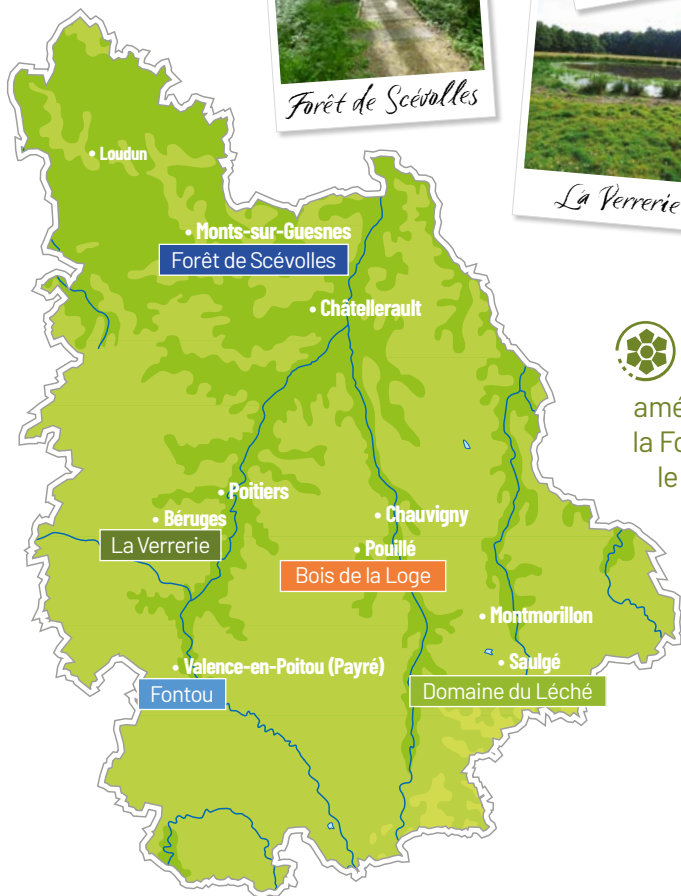 Forêt de Scévolles
La Verrerie
Loudun
Monts-sur-Guesnes
Forêt de Scévolles
Châtellerault
amé
la Fo
le
Poitiers
Béruges
La Verrerie
Chauvigny
Pouillé
Bois de la Loge
Montmorillon
Saulgé
Domaine du Léché
Valence-en-Poitou (Payré)
Fontou